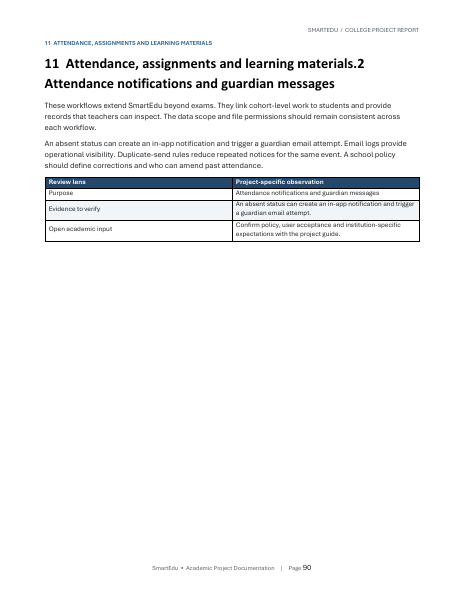 SMARTEDU / COLLEGE PROJECT REPORT
11 ATTENDANCE, ASSIGNMENTS AND LEARNING MATERIALS
11 Attendance, assignments and learning materials.2
Attendance notifications and guardian messages
These workflows extend SmartEdu beyond exams. They link cohort-level work to students and provide
records that teachers can inspect. The data scope and file permissions should remain consistent across
each workflow.
An absent status can create an in-app notification and trigger a guardian email attempt. Email logs provide
operational visibility. Duplicate-send rules reduce repeated notices for the same event. A school policy
should define corrections and who can amend past attendance.
Review lens Project-specific observation
Purpose Attendance notifications and guardian messages
Evidence to verify An absent status can create an in-app notification and trigger
a guardian email attempt.
Open academic input Confirm policy, user acceptance and institution-specific
expectations with the project guide.
SmartEdu • Academic Project Documentation | Page 90